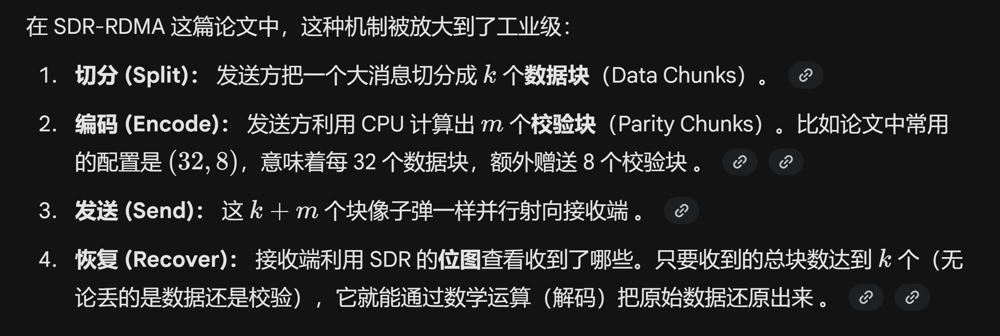 在 SDR-RDMA 这篇论文中，这种机制被放大到了工业级：
1. 切分 (Split)： 发送方把一个大消息切分成 k 个数据块（Data Chunks）。
2. 编码 (Encode)： 发送方利用 CPU 计算出 m 个校验块（Parity Chunks）。比如论文中常用
的配置是 (32, 8)，意味着每 32 个数据块，额外赠送 8 个校验块 。
3. 发送 (Send)： 这 k + m 个块像子弹一样并行射向接收端 。
4. 恢复 (Recover)： 接收端利用 SDR 的位图查看收到了哪些。只要收到的总块数达到 k 个（无
论丢的是数据还是校验），它就能通过数学运算（解码）把原始数据还原出来 。